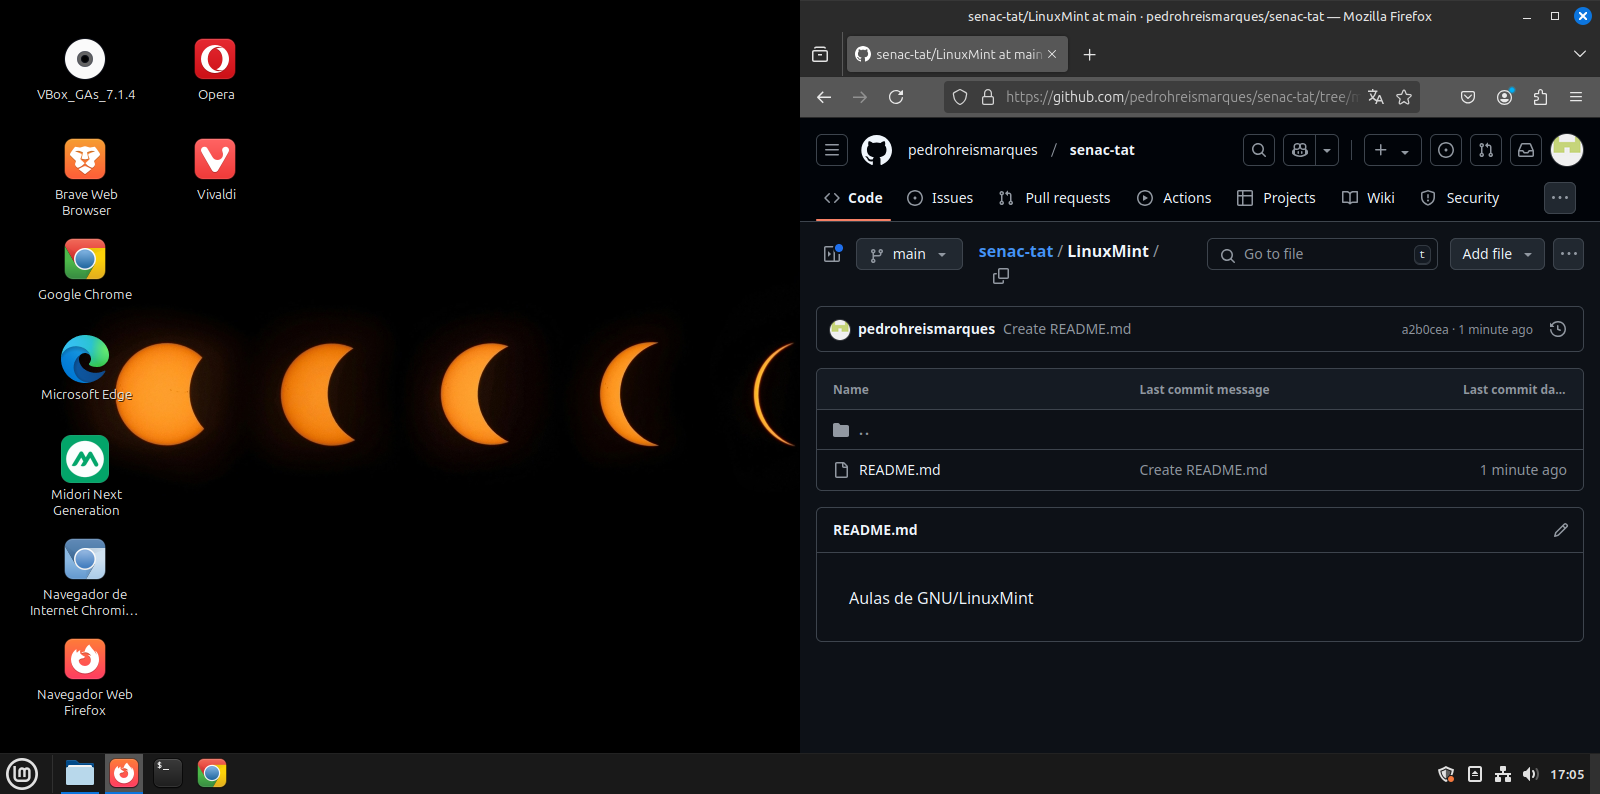 VBox_GAs_7.1.4
Opera
Brave Web
Browser
Vivaldi
Google Chrome
Microsoft Edge
Midori Next
Generation
Navegador de
Internet Chromi...
Navegador Web
Firefox
senac-tat/LinuxMint at main · pedrohreismarques/senac-tat — Mozilla Firefox
senac-tat/LinuxMint at main
https://github.com/pedrohreismarques/senac-tat/tree/m
pedrohreismarques / senac-tat
Code Issues Pull requests Actions Projects Wiki Security
main senac-tat / LinuxMint / Go to file t Add file
pedrohreismarques Create README.md a2b0cea · 1 minute ago
Name Last commit message Last commit da...
..
README.md Create README.md 1 minute ago
README.md
Aulas de GNU/LinuxMint
$_
17:05